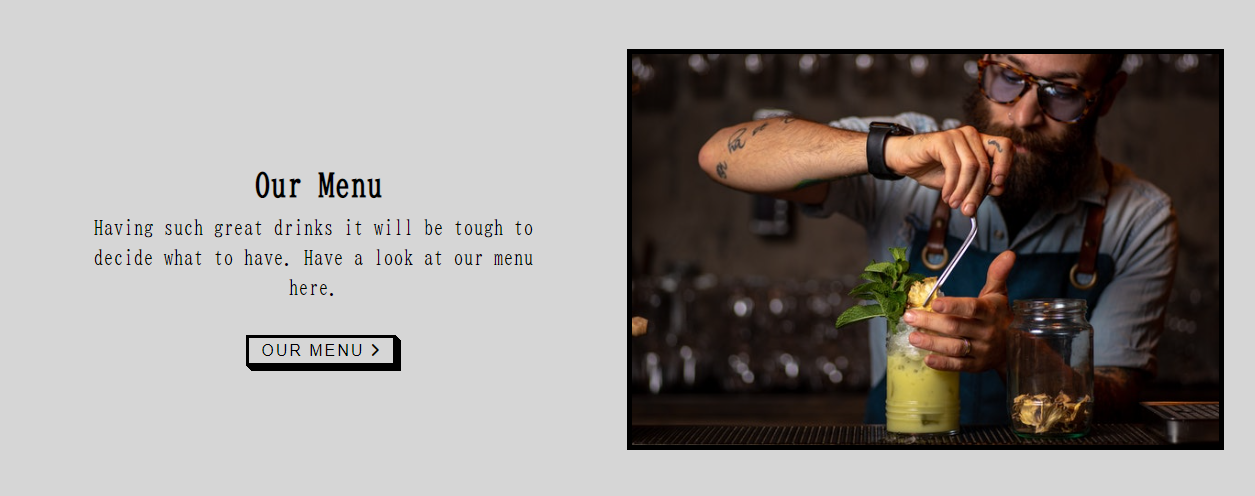 Our Menu
Having such great drinks it will be tough to
decide what to have. Have a look at our menu
here.
OUR MENU >